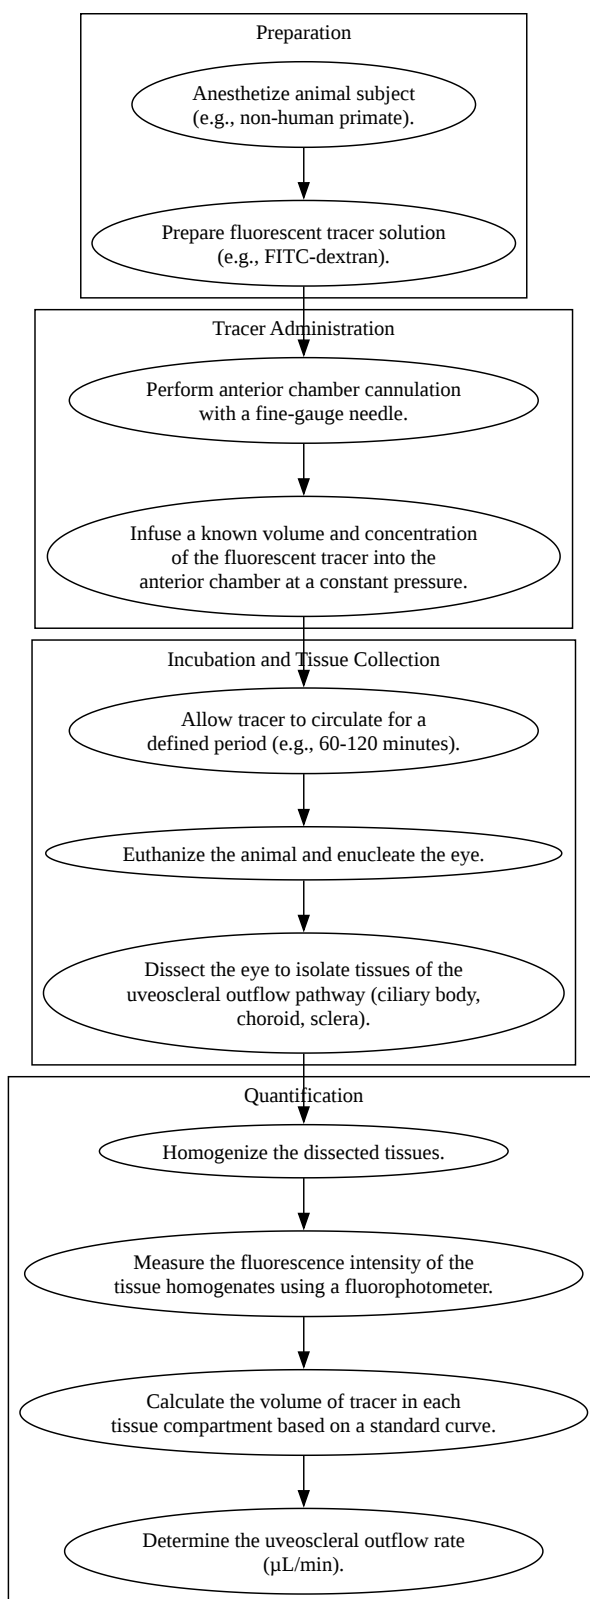 Preparation
Anesthetize animal subject
(e.g., non-human primate).
Prepare fluorescent tracer solution
(e.g., FITC-dextran).
Tracer Administration
Perform anterior chamber cannulation
with a fine-gauge needle.
Infuse a known volume and concentration
of the fluorescent tracer into the
anterior chamber at a constant pressure.
Incubation and Tissue Collection
Allow tracer to circulate for a
defined period (e.g., 60-120 minutes).
Euthanize the animal and enucleate the eye.
Dissect the eye to isolate tissues of the
uveoscleral outflow pathway (ciliary body,
choroid, sclera).
Quantification
Homogenize the dissected tissues.
Measure the fluorescence intensity of the
tissue homogenates using a fluorophotometer.
Calculate the volume of tracer in each
tissue compartment based on a standard curve.
Determine the uveoscleral outflow rate
(µL/min).